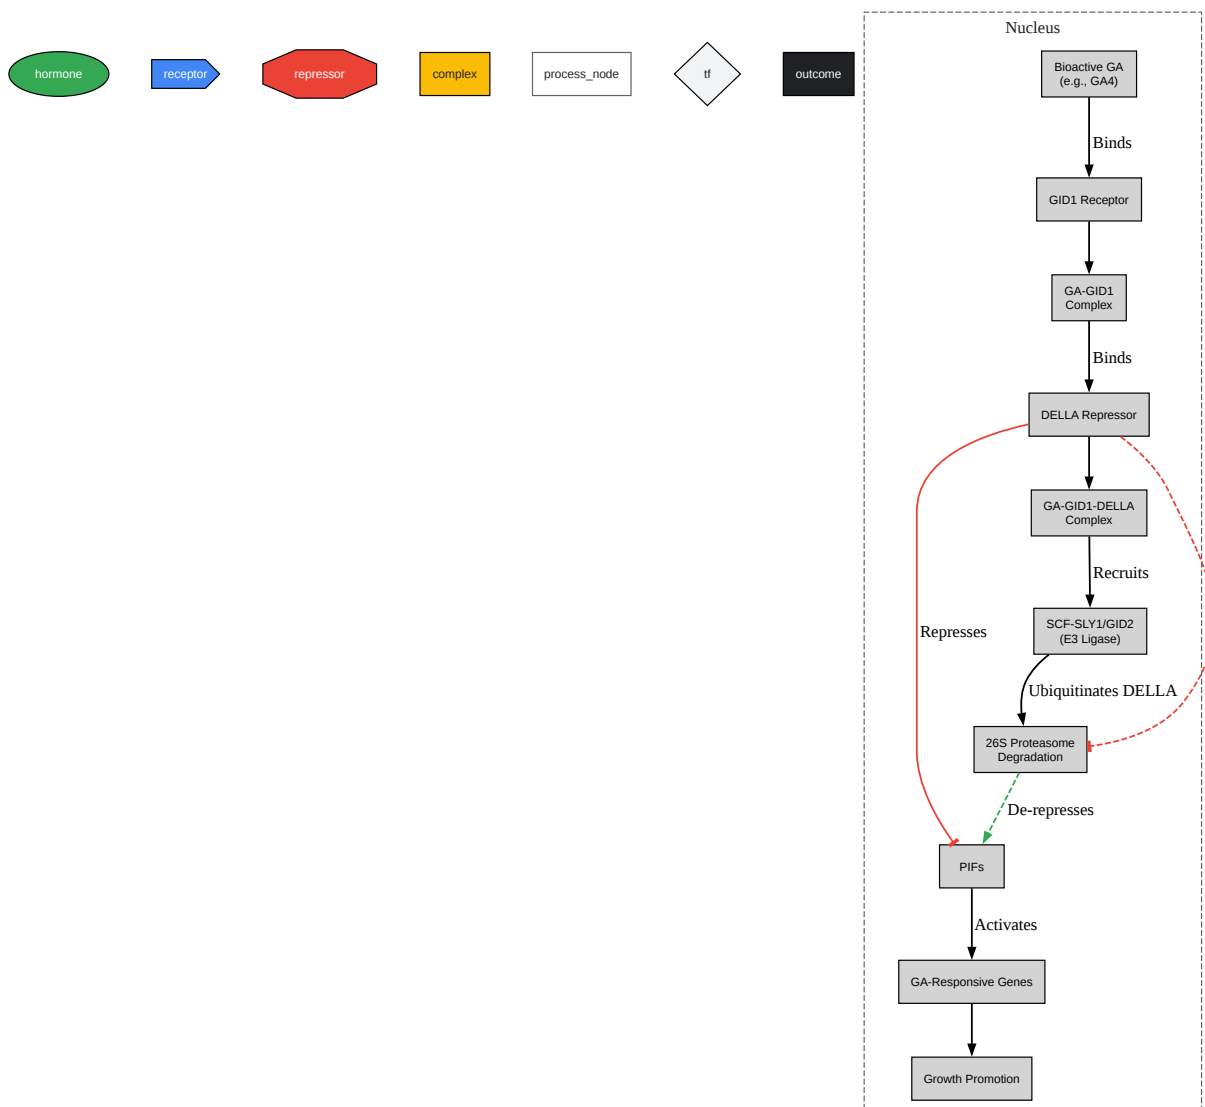 Nucleus
hormone
receptor
repressor
complex
process_node
tf
outcome
Bioactive GA
(e.g., GA4)
Binds
GID1 Receptor
GA-GID1
Complex
Binds
DELLA Repressor
GA-GID1-DELLA
Complex
Recruits
SCF-SLY1/GID2
(E3 Ligase)
Represses
Ubiquitinates DELLA
26S Proteasome
Degradation
De-represses
PIFs
Activates
GA-Responsive Genes
Growth Promotion